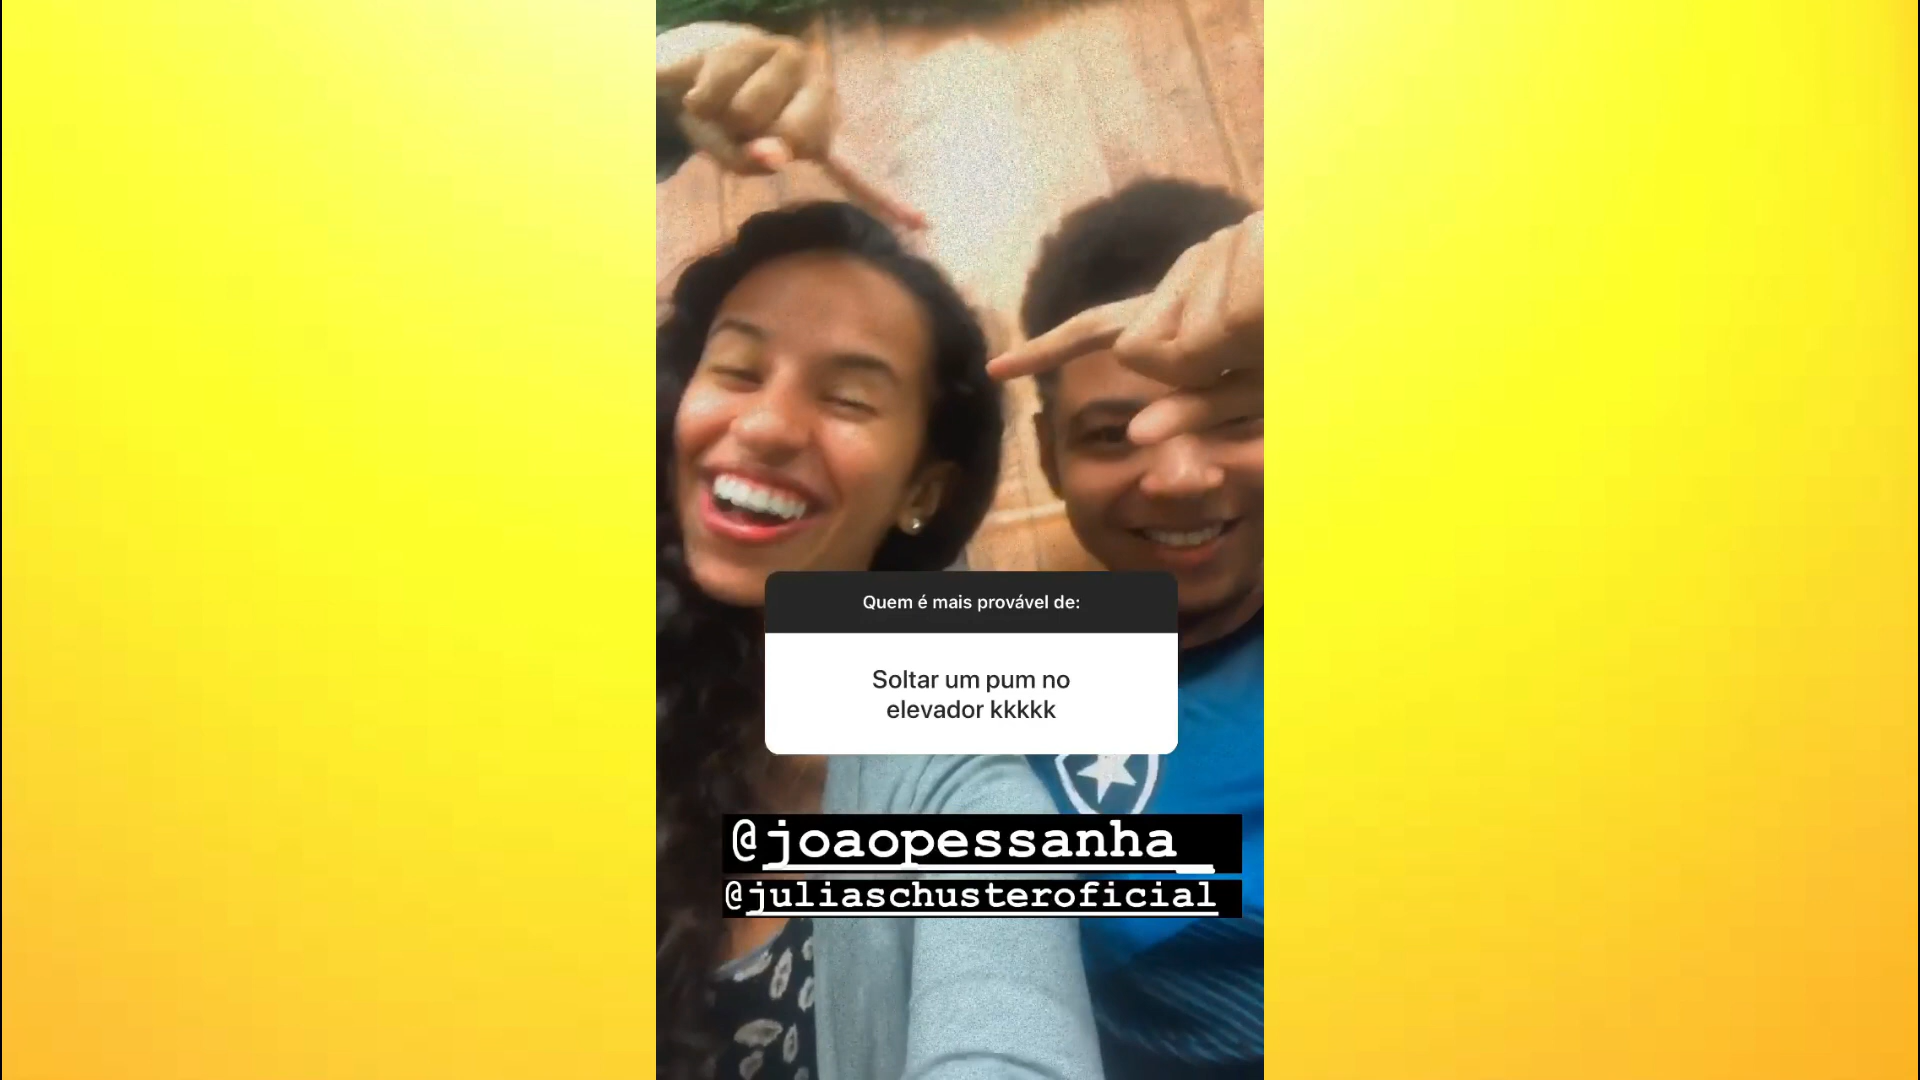 Quem é mais provável de:
Soltar um pum no
elevador kkkkk
@joaopessanha_
@juliaschusteroficial